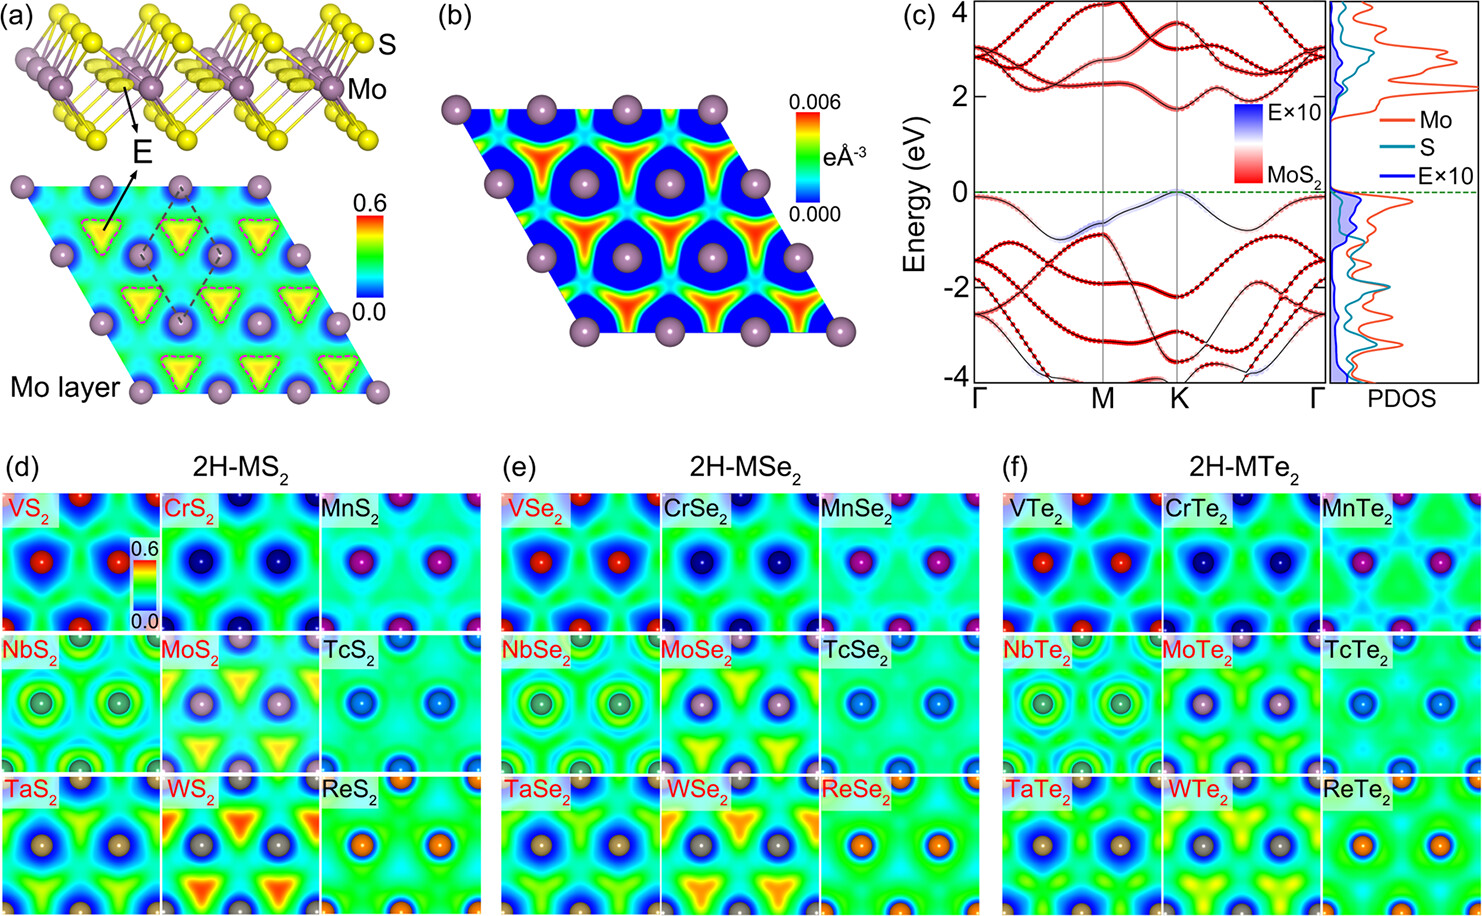 (a)
S
Mo
E
0.6
0.0
Mo layer
(b)
0.006
eÅ-3
0.000
(c)
4
2
0
-2
-4
Energy (eV)
E×10
MoS2
Γ
M
K
Γ
Mo
S
E×10
PDOS
(d)
2H-MS2
VS2
CrS2
MnS2
0.6
0.0
NbS2
MoS2
TcS2
TaS2
WS2
ReS2
(e)
2H-MSe2
VSe2
CrSe2
MnSe2
NbSe2
MoSe2
TcSe2
TaSe2
WSe2
ReSe2
(f)
2H-MTe2
VTe2
CrTe2
MnTe2
NbTe2
MoTe2
TcTe2
TaTe2
WTe2
ReTe2